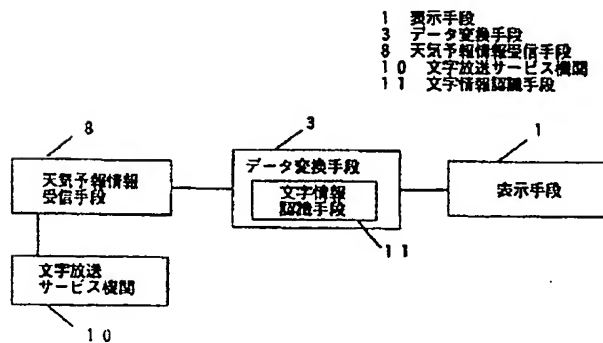 1 表示手段
3 データ変換手段
8 天気予報情報受信手段
10 文字放送サービス機関
11 文字情報認識手段
8
天気予報情報
受信手段
3
データ変換手段
文字情報
認識手段
11
1
表示手段
文字放送
サービス機関
10